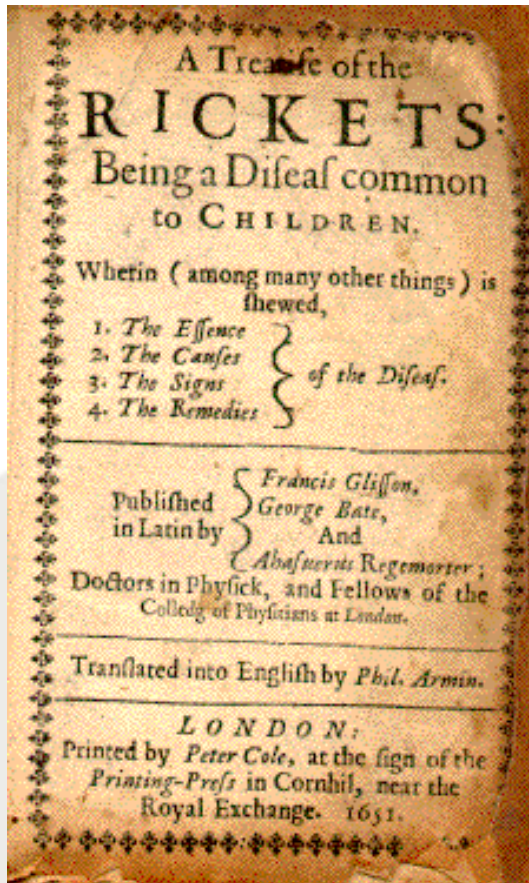 A Treatiſe of the
RICKETS:
Being a Diſeaſ common
to CHILDREN.
Wherin ( among many other things ) is
ſhewed,
1. The Eſſence
2. The Cauſes
3. The Signs
4. The Remedies
of the Diſeaſ.
Publiſhed
in Latin by
Francis Gliſſon,
George Bate,
And
Ahaſuerus Regemorter;
Doctors in Phyſick, and Fellows of the
Colledg of Phyſitians at London.
Tranſlated into Engliſh by Phil. Armin.
LONDON:
Printed by Peter Cole, at the ſign of the
Printing-Preſs in Cornhil, near the
Royal Exchange. 1651.